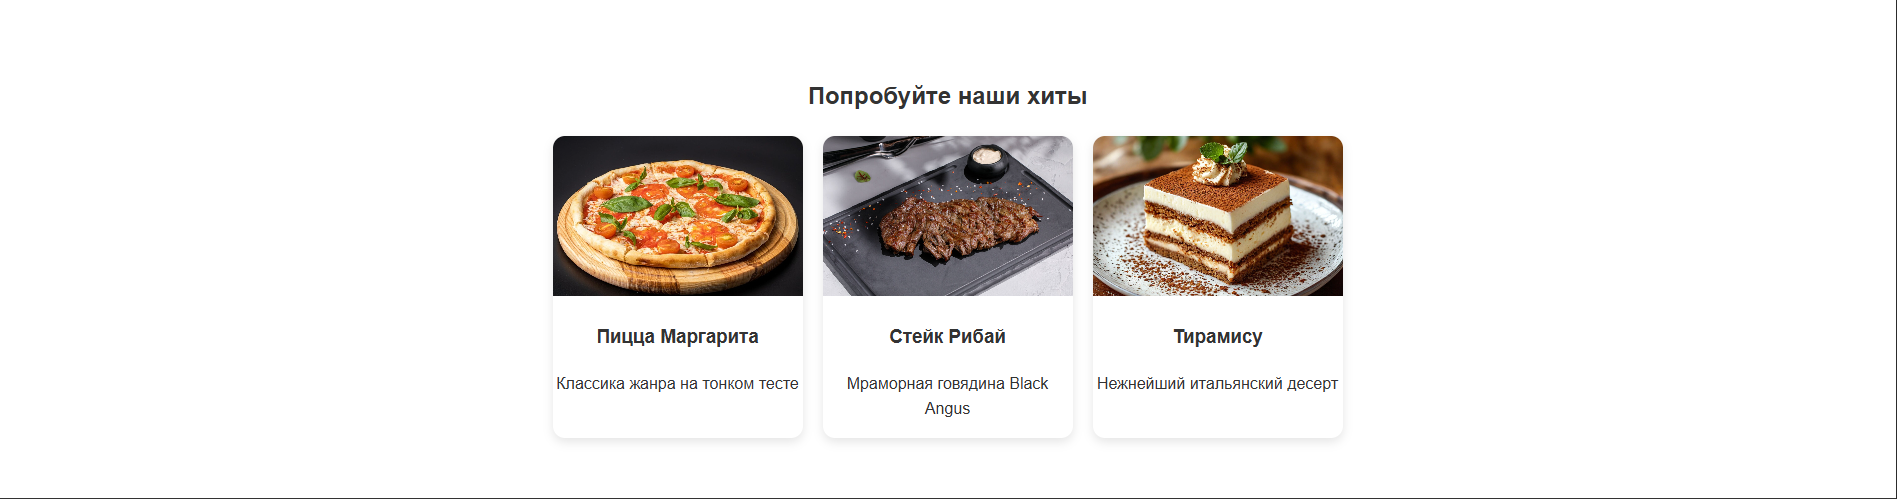 Попробуйте наши хиты
Пицца Маргарита
Классика жанра на тонком тесте
Стейк Рибай
Мраморная говядина Black
Angus
Тирамису
Нежнейший итальянский десерт